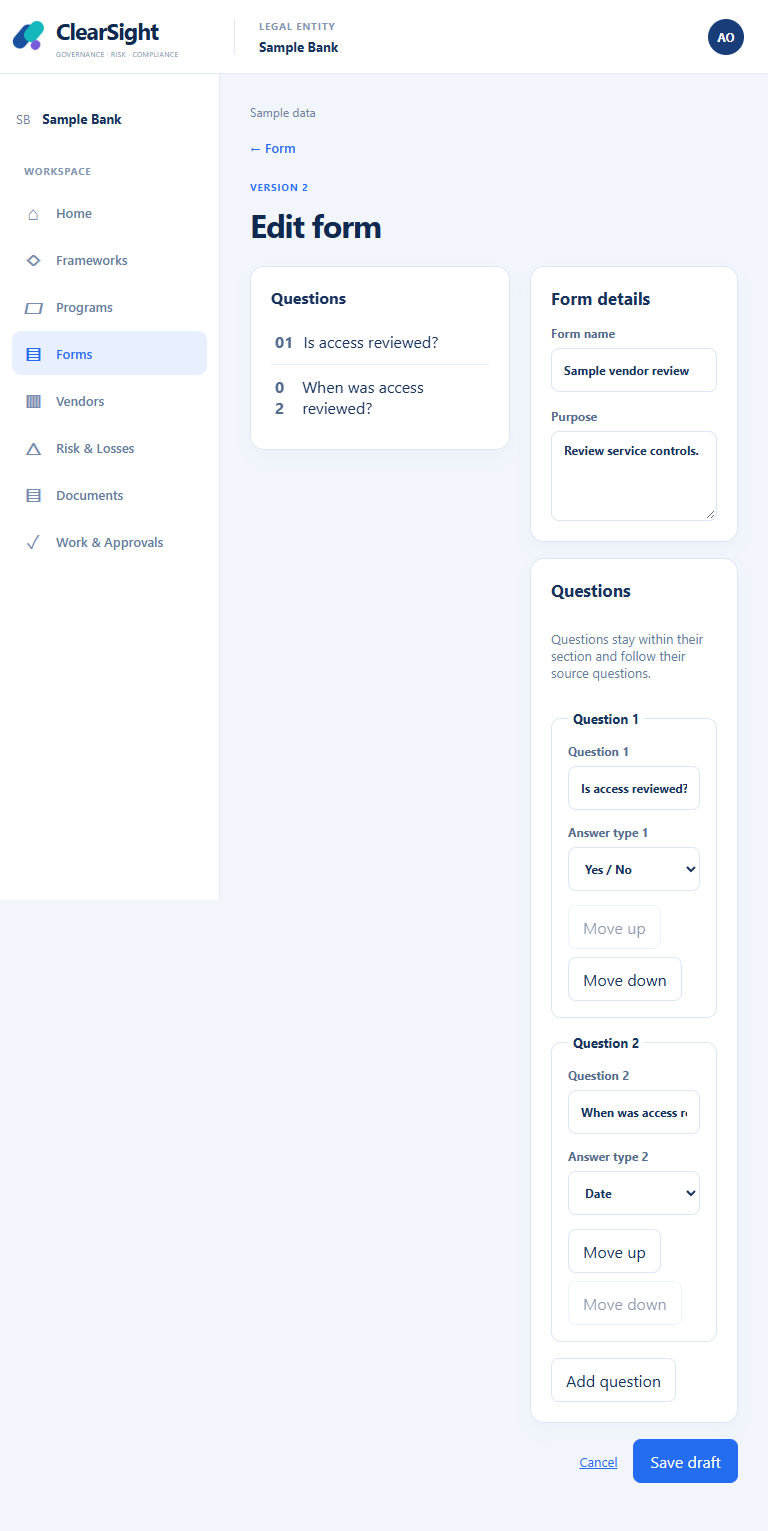 ClearSight
GOVERNANCE · RISK · COMPLIANCE
LEGAL ENTITY
Sample Bank
AO
SB Sample Bank
WORKSPACE
Home
Frameworks
Programs
Forms
Vendors
Risk & Losses
Documents
Work & Approvals
Sample data
← Form
VERSION 2
Edit form
Questions
01 Is access reviewed?
02 When was access
reviewed?
Form details
Form name
Sample vendor review
Purpose
Review service controls.
Questions
Questions stay within their
section and follow their
source questions.
Question 1
Question 1
Is access reviewed?
Answer type 1
Yes / No
Move up
Move down
Question 2
Question 2
When was access r
Answer type 2
Date
Move up
Move down
Add question
Cancel
Save draft